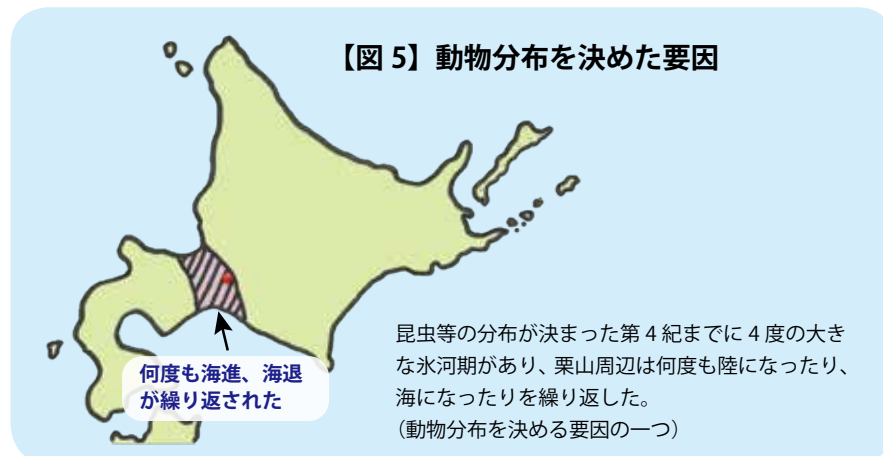 【図 5】動物分布を決めた要因
何度も海進、海退
が繰り返された
昆虫等の分布が決まった第 4 紀までに 4 度の大き
な氷河期があり、栗山周辺は何度も陸になったり、
海になったりを繰り返した。
（動物分布を決める要因の一つ）